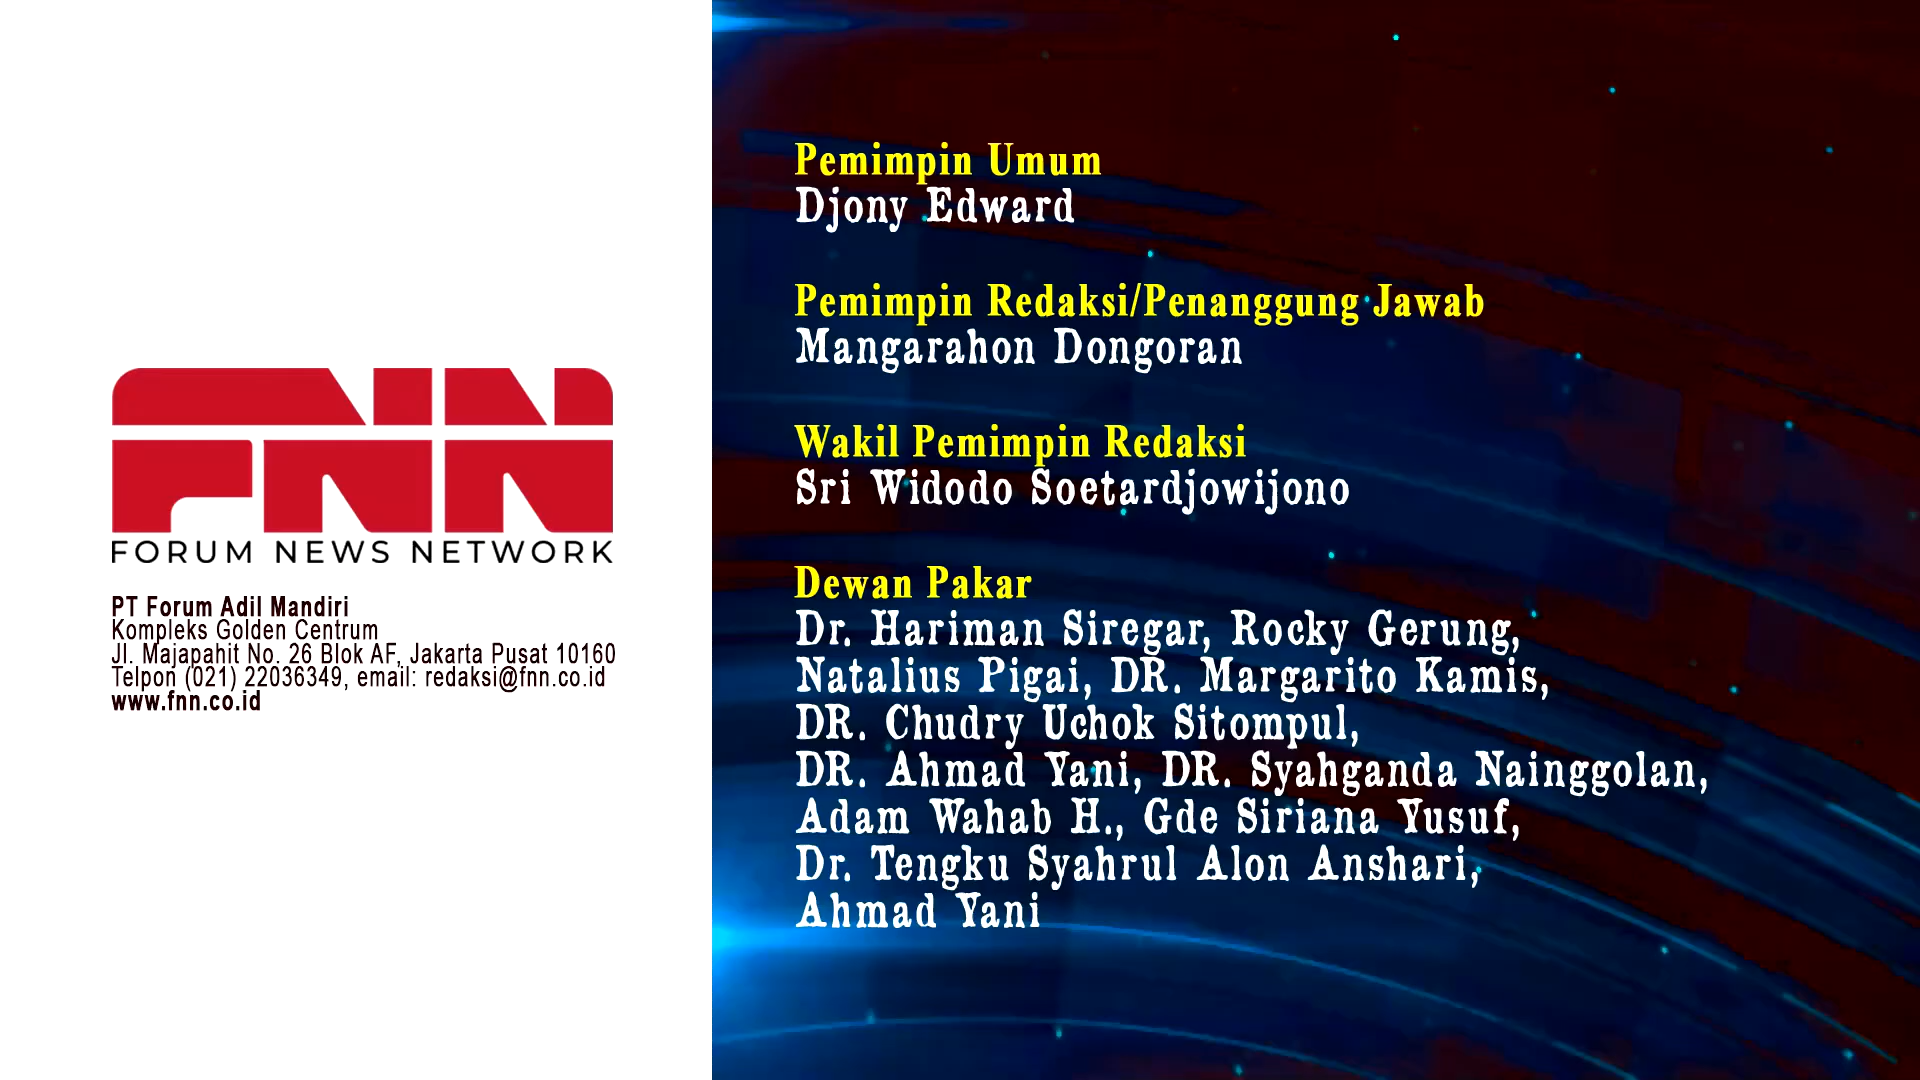 FNN
FORUM NEWS NETWORK
PT Forum Adil Mandiri
Kompleks Golden Centrum
Jl. Majapahit No. 26 Blok AF, Jakarta Pusat 10160
Telpon (021) 22036349, email: redaksi@fnn.co.id
www.fnn.co.id
Pemimpin Umum
Djony Edward
Pemimpin Redaksi/Penanggung Jawab
Mangarahon Dongoran
Wakil Pemimpin Redaksi
Sri Widodo Soetardjowijono
Dewan Pakar
Dr. Hariman Siregar, Rocky Gerung,
Natalius Pigai, DR. Margarito Kamis,
DR. Chudry Uchok Sitompul,
DR. Ahmad Yani, DR. Syahganda Nainggolan,
Adam Wahab H., Gde Siriana Yusuf,
Dr. Tengku Syahrul Alon Anshari,
Ahmad Yani